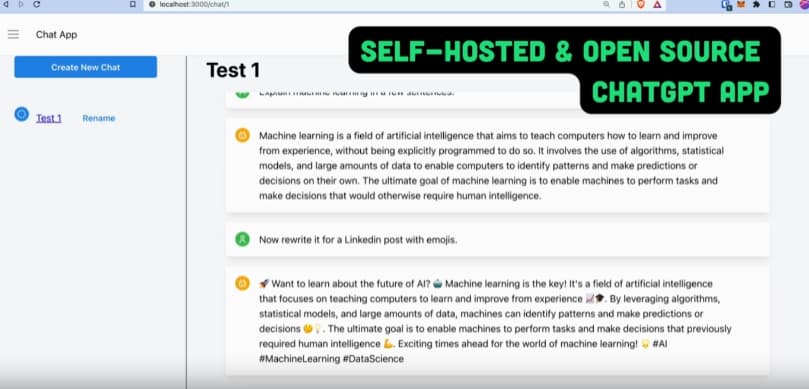 localhost:3000/chat/1
Chat App
SELF-HOSTED & OPEN SOURCE
CHATGPT APP
Create New Chat
Test 1
Test 1
Rename
Explain machine learning in a few sentences.
Machine learning is a field of artificial intelligence that aims to teach computers how to learn and improve
from experience, without being explicitly programmed to do so. It involves the use of algorithms, statistical
models, and large amounts of data to enable computers to identify patterns and make predictions or
decisions on their own. The ultimate goal of machine learning is to enable machines to perform tasks and
make decisions that would otherwise require human intelligence.
Now rewrite it for a Linkedin post with emojis.
🚀 Want to learn about the future of AI? 🤖 Machine learning is the key! It's a field of artificial intelligence
that focuses on teaching computers to learn and improve from experience 📈🎓. By leveraging algorithms,
statistical models, and large amounts of data, machines can identify patterns and make predictions or
decisions 🤔💡. The ultimate goal is to enable machines to perform tasks and make decisions that previously
required human intelligence 💪. Exciting times ahead for the world of machine learning! 🌟 #AI
#MachineLearning #DataScience